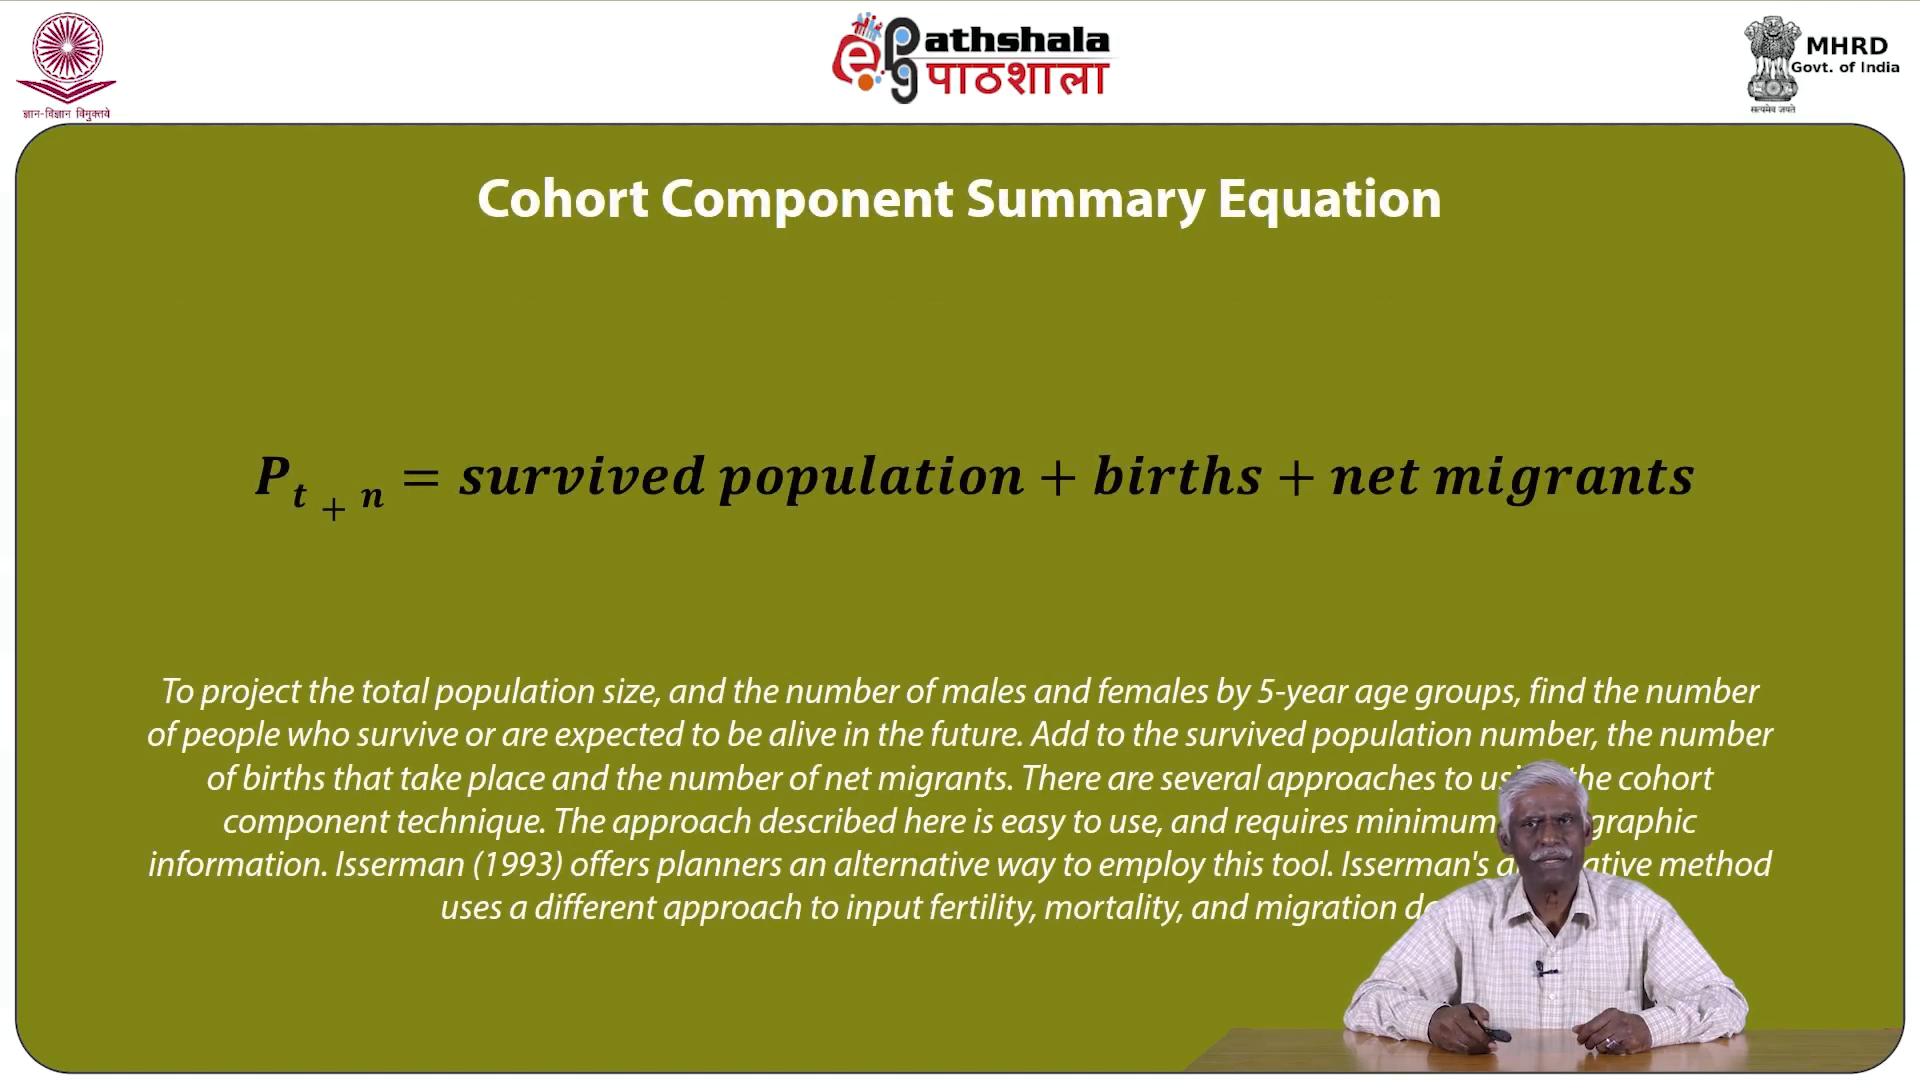 ज्ञान-विज्ञान विमुक्तये
e pg athshala
पाठशाला
MHRD
Govt. of India
सत्यमेव जयते
Cohort Component Summary Equation
P t + n = survived population + births + net migrants
To project the total population size, and the number of males and females by 5-year age groups, find the number
of people who survive or are expected to be alive in the future. Add to the survived population number, the number
of births that take place and the number of net migrants. There are several approaches to the cohort
component technique. The approach described here is easy to use, and requires minimum
information. Isserman (1993) offers planners an alternative way to employ this tool. Isserman's method
uses a different approach to input fertility, mortality, and migration